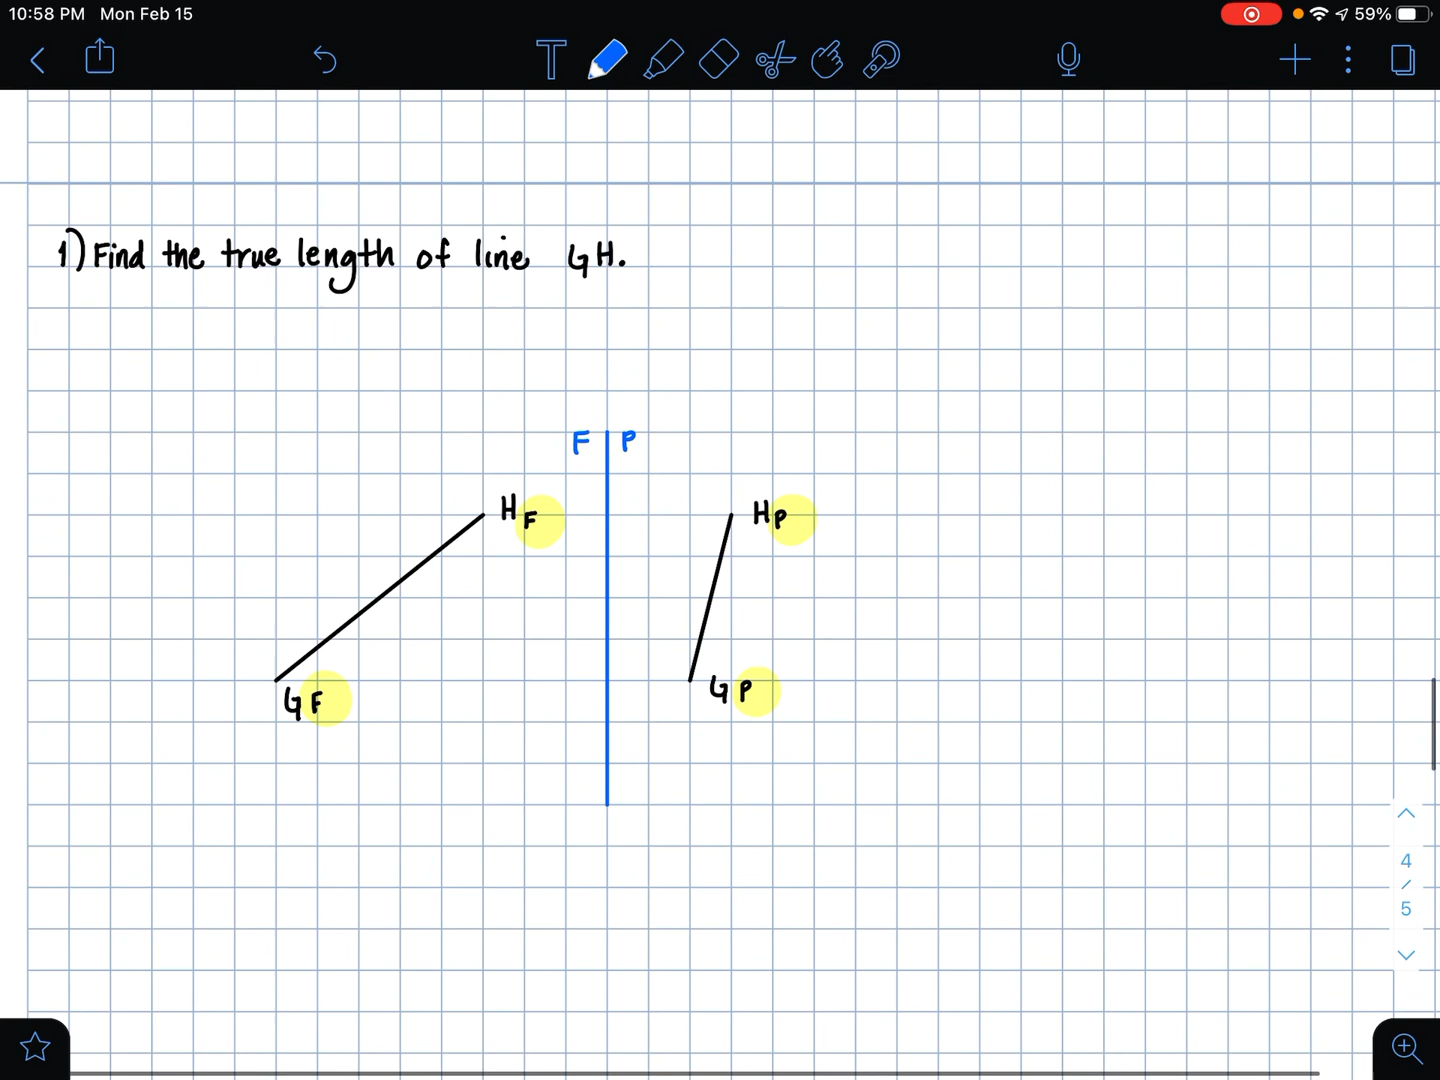 10:58 PM Mon Feb 15
59%
T
1) Find the true length of line GH.
F P
HF
HP
GF
GP
4
/
5